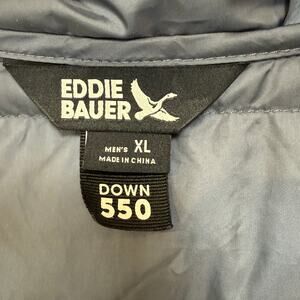 EDDIE
BAUER
MEN'S XL
MADE IN CHINA
DOWN
550